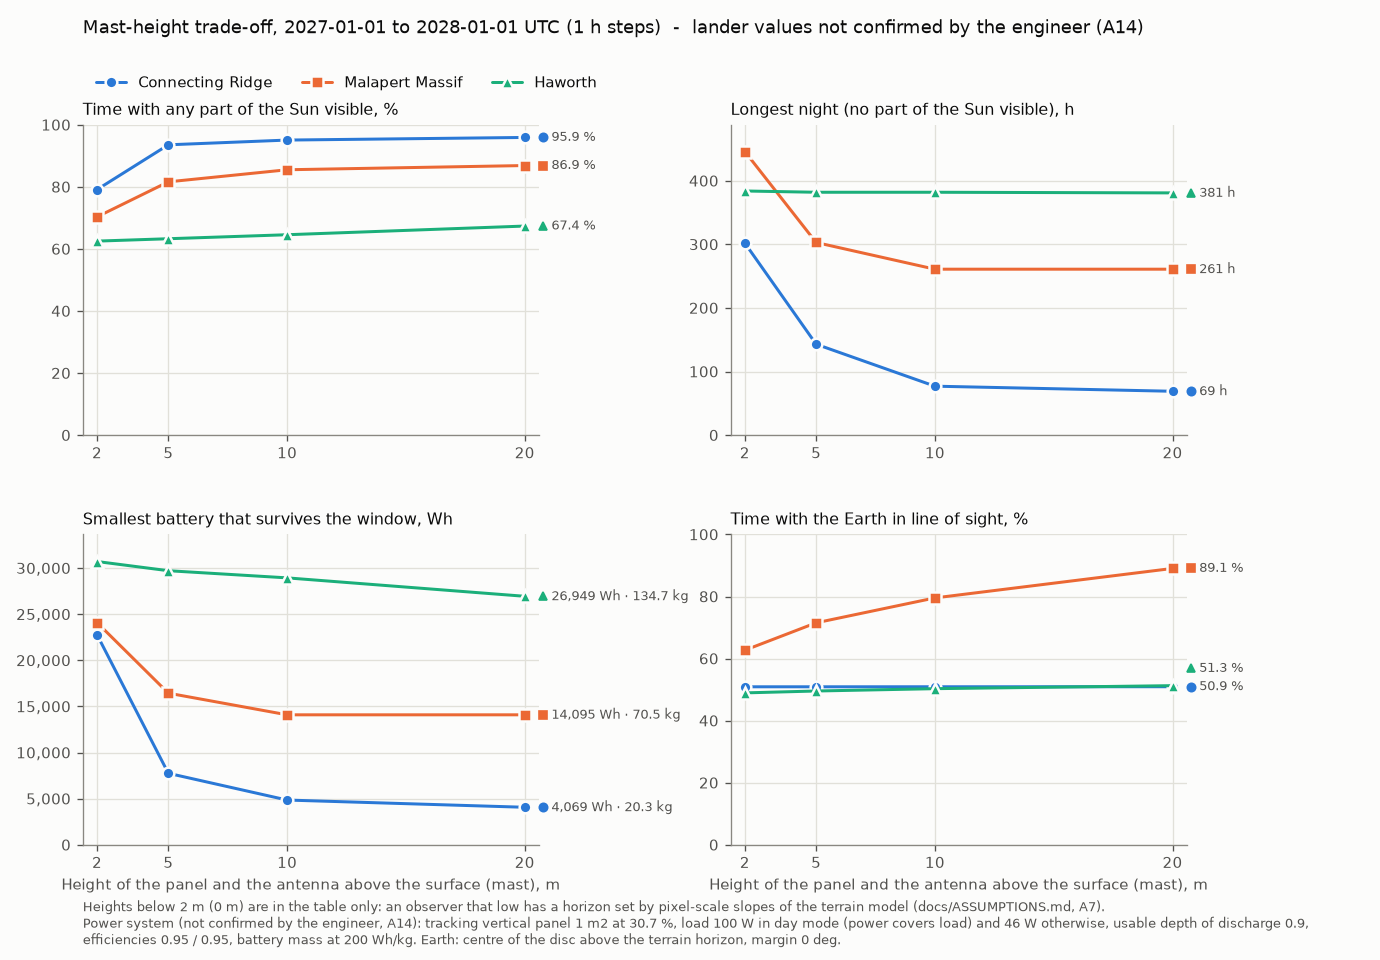 Mast-height trade-off, 2027-01-01 to 2028-01-01 UTC (1 h steps)  -  lander values not confirmed by the engineer (A14)
Connecting Ridge
Malapert Massif
Haworth
Time with any part of the Sun visible, %
100
80
60
40
20
0
2
5
10
20
95.9 %
86.9 %
67.4 %
Longest night (no part of the Sun visible), h
400
300
200
100
0
2
5
10
20
381 h
261 h
69 h
Smallest battery that survives the window, Wh
30,000
25,000
20,000
15,000
10,000
5,000
0
2
5
10
20
26,949 Wh · 134.7 kg
14,095 Wh · 70.5 kg
4,069 Wh · 20.3 kg
Height of the panel and the antenna above the surface (mast), m
Time with the Earth in line of sight, %
100
80
60
40
20
0
2
5
10
20
89.1 %
51.3 %
50.9 %
Height of the panel and the antenna above the surface (mast), m
Heights below 2 m (0 m) are in the table only: an observer that low has a horizon set by pixel-scale slopes of the terrain model (docs/ASSUMPTIONS.md, A7).
Power system (not confirmed by the engineer, A14): tracking vertical panel 1 m2 at 30.7 %, load 100 W in day mode (power covers load) and 46 W otherwise, usable depth of discharge 0.9,
efficiencies 0.95 / 0.95, battery mass at 200 Wh/kg. Earth: centre of the disc above the terrain horizon, margin 0 deg.